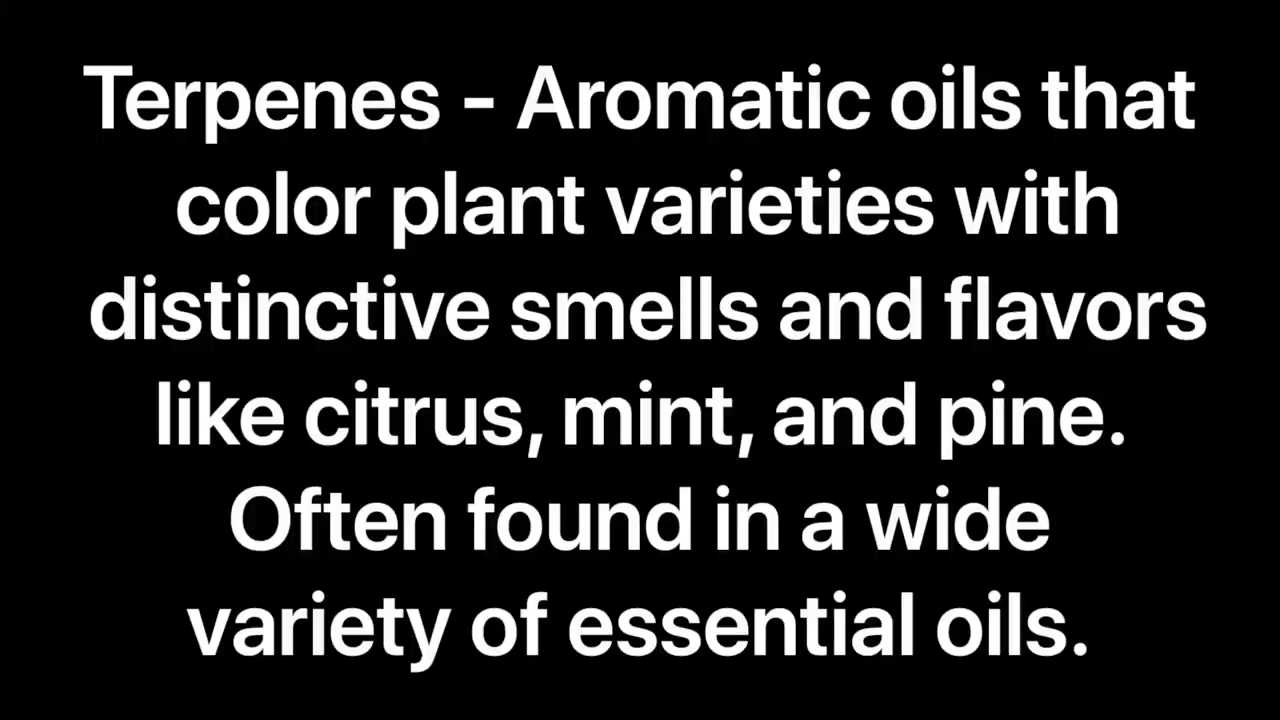 Terpenes - Aromatic oils that
color plant varieties with
distinctive smells and flavors
like citrus, mint, and pine.
Often found in a wide
variety of essential oils.